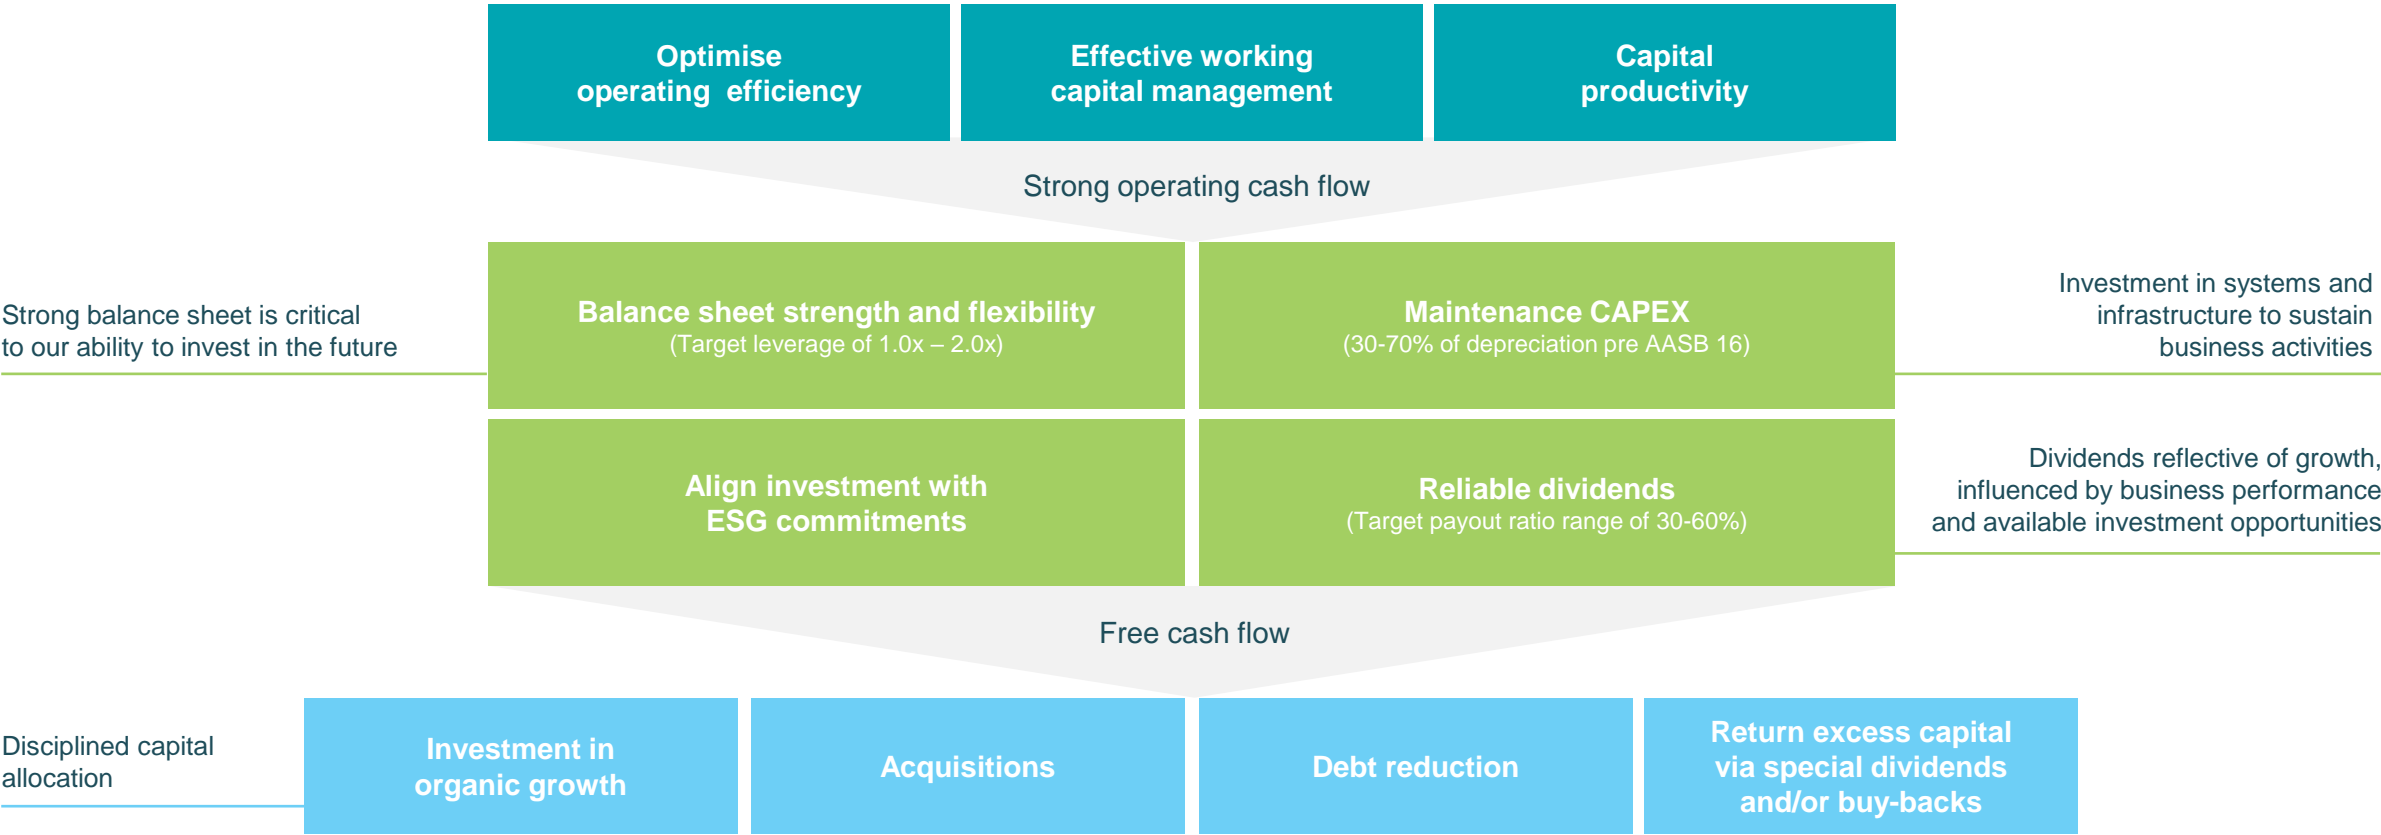 Optimise
operating efficiency
Effective working
capital management
Capital
productivity
Strong operating cash flow
Strong balance sheet is critical
to our ability to invest in the future
Balance sheet strength and flexibility
(Target leverage of 1.0x – 2.0x)
Maintenance CAPEX
(30-70% of depreciation pre AASB 16)
Investment in systems and
infrastructure to sustain
business activities
Align investment with
ESG commitments
Reliable dividends
(Target payout ratio range of 30-60%)
Dividends reflective of growth,
influenced by business performance
and available investment opportunities
Free cash flow
Disciplined capital
allocation
Investment in
organic growth
Acquisitions
Debt reduction
Return excess capital
via special dividends
and/or buy-backs